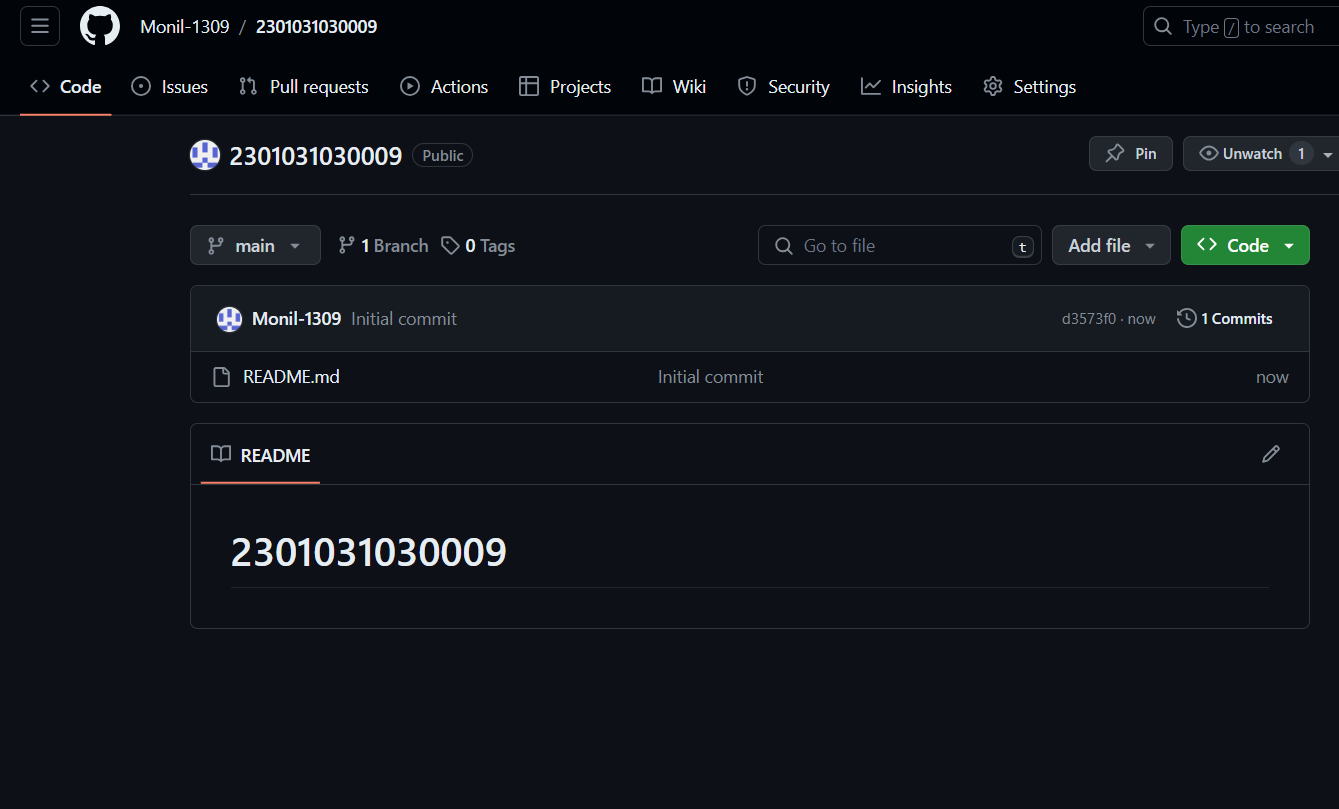 Monil-1309 / 2301031030009 Type / to search
Code Issues Pull requests Actions Projects Wiki Security Insights Settings
2301031030009 Public Pin Unwatch 1
main 1 Branch 0 Tags Go to file t Add file Code
Monil-1309 Initial commit d3573f0 · now 1 Commits
README.md Initial commit now
README
2301031030009